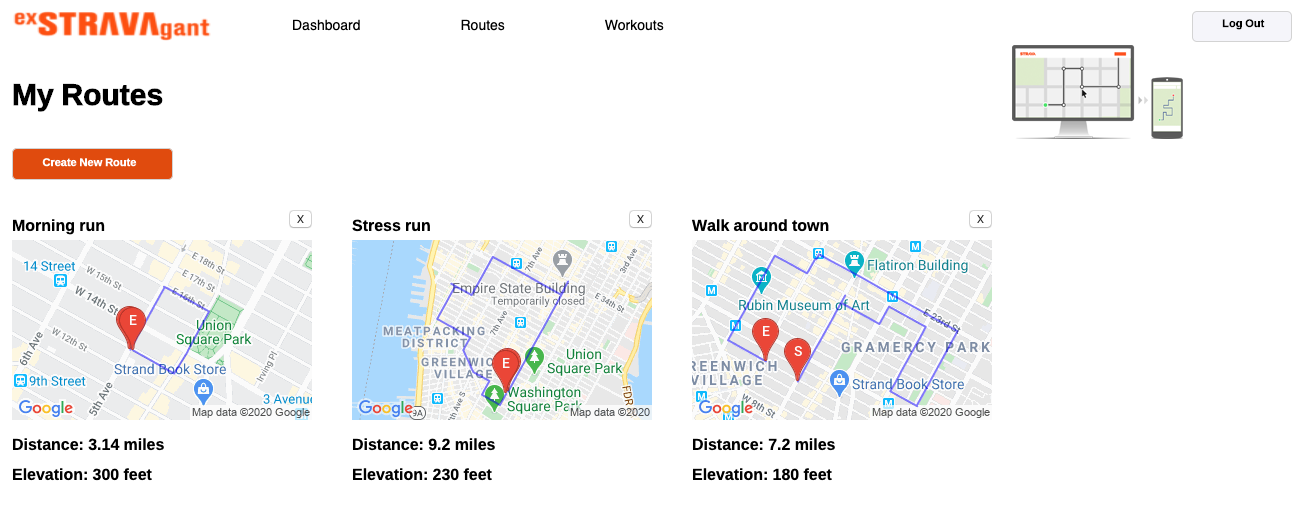 exSTRAVAgant
Dashboard
Routes
Workouts
Log Out
STRAVA
My Routes
Create New Route
Morning run
X
14 Street
W 15th St
E 18th St
E 17th St
E 16th St
W 14th St
W 12th St
E
Union
Square Park
6th Ave
Strand Book Store
Irving Pl
9th Street
5th Ave
3 Avenue
Google
Map data ©2020 Google
Distance: 3.14 miles
Elevation: 300 feet
Stress run
X
7th Ave
3rd Ave
Empire State Building
Temporarily closed
E 34th St
7th Ave
MEATPACKING
DISTRICT
GREENWIC
VILLAGE
E
Union
Square Park
Washington
Square Park
7th Ave S
FDR
9A
Google
Map data ©2020
Distance: 9.2 miles
Elevation: 230 feet
Walk around town
X
Flatiron Building
Rubin Museum of Art
E 23rd St
E
S
GRAMERCY PARK
REENWICH
VILLAGE
Strand Book Store
W 8th St
Google
Map data ©2020 Google
Distance: 7.2 miles
Elevation: 180 feet